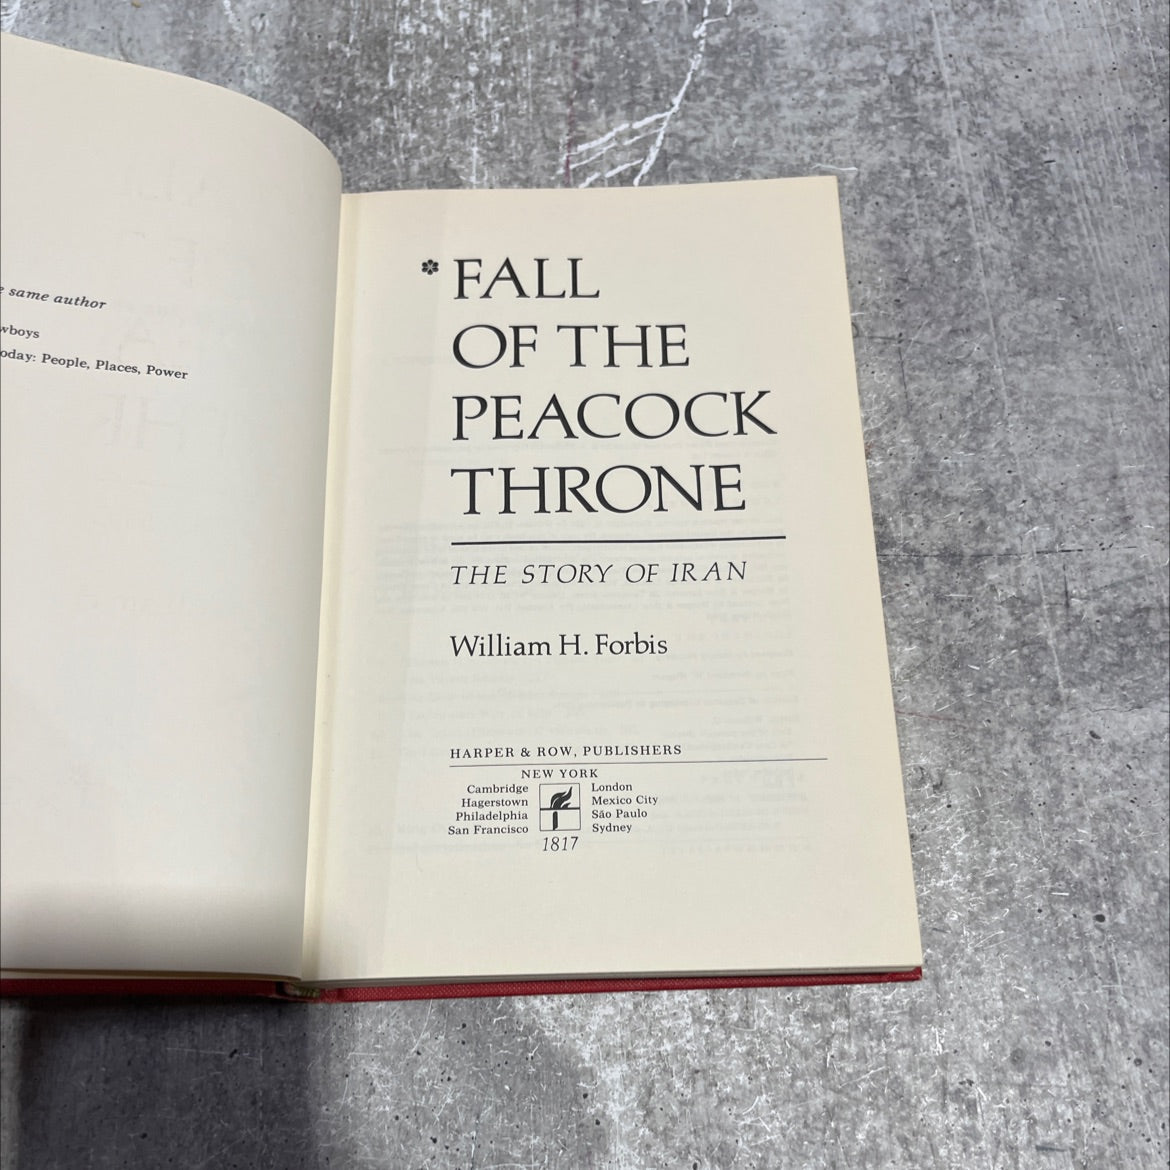 same author
wboys
oday: People, Places, Power
* FALL
OF THE
PEACOCK
THRONE
THE STORY OF IRAN
William H. Forbis
HARPER & ROW, PUBLISHERS
NEW YORK
Cambridge
Hagerstown
Philadelphia
San Francisco
London
Mexico City
São Paulo
Sydney
1817